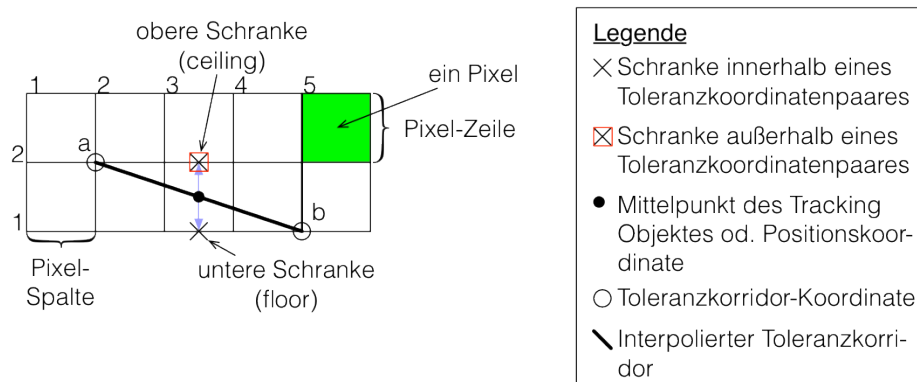 obere Schranke
(ceiling)
1
2
3
4
5
ein Pixel
Pixel-Zeile
2
a
1
b
Pixel-
Spalte
untere Schranke
(floor)
Legende
Schranke innerhalb eines
Toleranzkoordinatenpaares
Schranke außerhalb eines
Toleranzkoordinatenpaares
Mittelpunkt des Tracking
Objektes od. Positionskoor-
dinate
Toleranzkorridor-Koordinate
Interpolierter Toleranzkorri-
dor